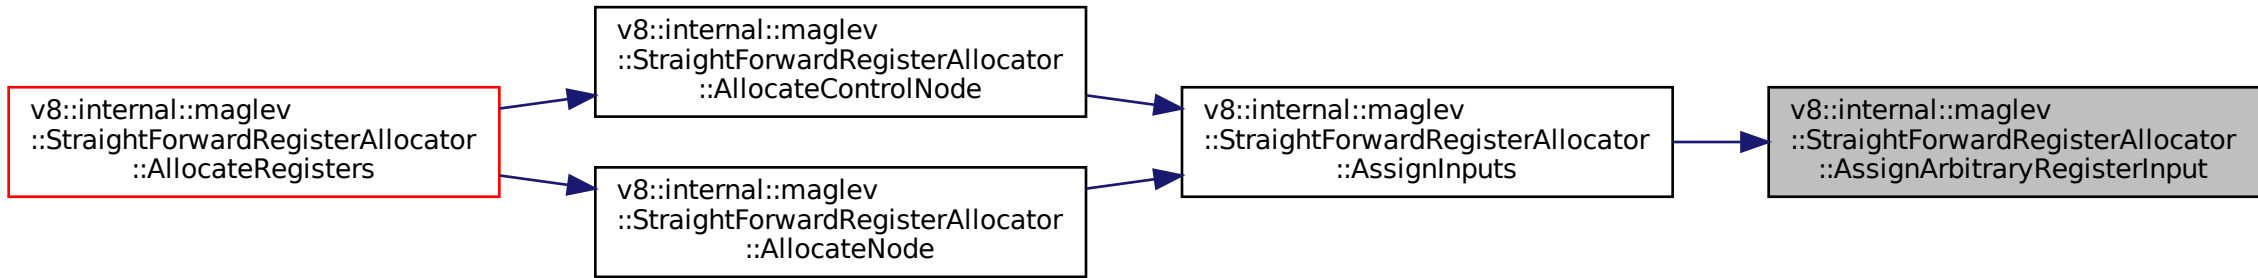 v8::internal::maglev
::StraightForwardRegisterAllocator
::AllocateRegisters
v8::internal::maglev
::StraightForwardRegisterAllocator
::AllocateControlNode
v8::internal::maglev
::StraightForwardRegisterAllocator
::AllocateNode
v8::internal::maglev
::StraightForwardRegisterAllocator
::AssignInputs
v8::internal::maglev
::StraightForwardRegisterAllocator
::AssignArbitraryRegisterInput